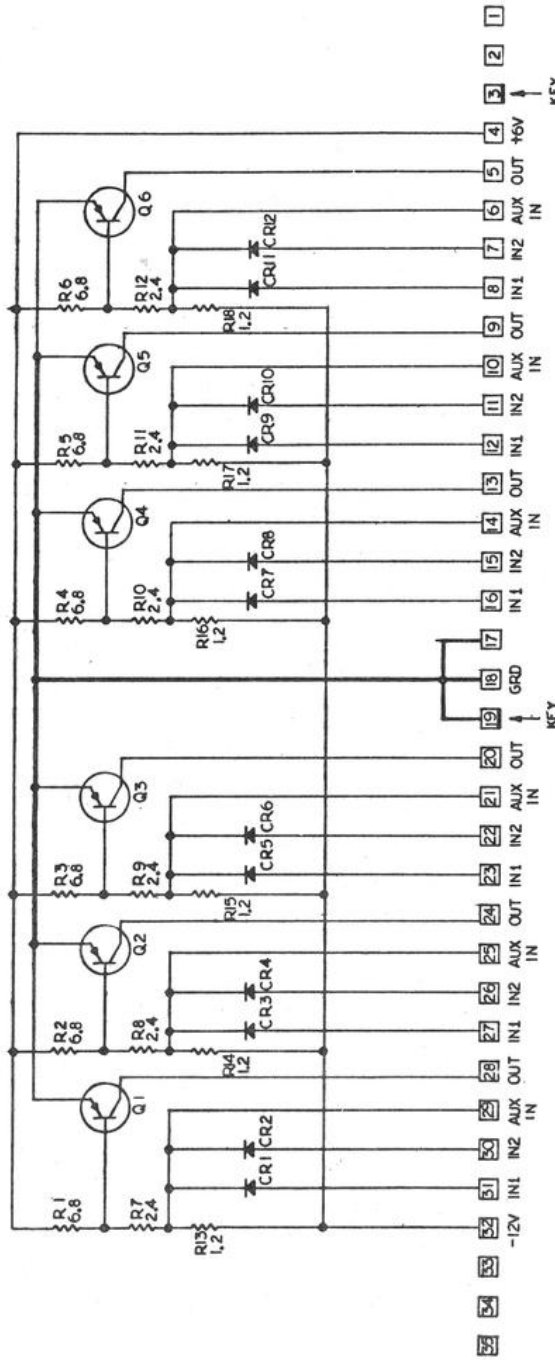 R1
6.8
R7
2.4
R13
1.2
Q1
CR1
CR2
R2
6.8
R8
2.4
R14
1.2
Q2
CR3
CR4
R3
6.8
R9
2.4
R15
1.2
Q3
CR5
CR6
R4
6.8
R10
2.4
R16
1.2
Q4
CR7
CR8
R5
6.8
R11
2.4
R17
1.2
Q5
CR9
CR10
R6
6.8
R12
2.4
R18
1.2
Q6
CR11
CR12
35
34
33
32
-12V
31
IN1
30
IN2
29
AUX
IN
28
OUT
27
IN1
26
IN2
25
AUX
IN
24
OUT
23
IN1
22
IN2
21
AUX
IN
20
OUT
19
KEY
18
GRD
17
16
IN1
15
IN2
14
AUX
IN
13
OUT
12
IN1
11
IN2
10
AUX
IN
9
OUT
8
IN1
7
IN2
6
AUX
IN
5
OUT
4
+6V
3
KEY
2
1